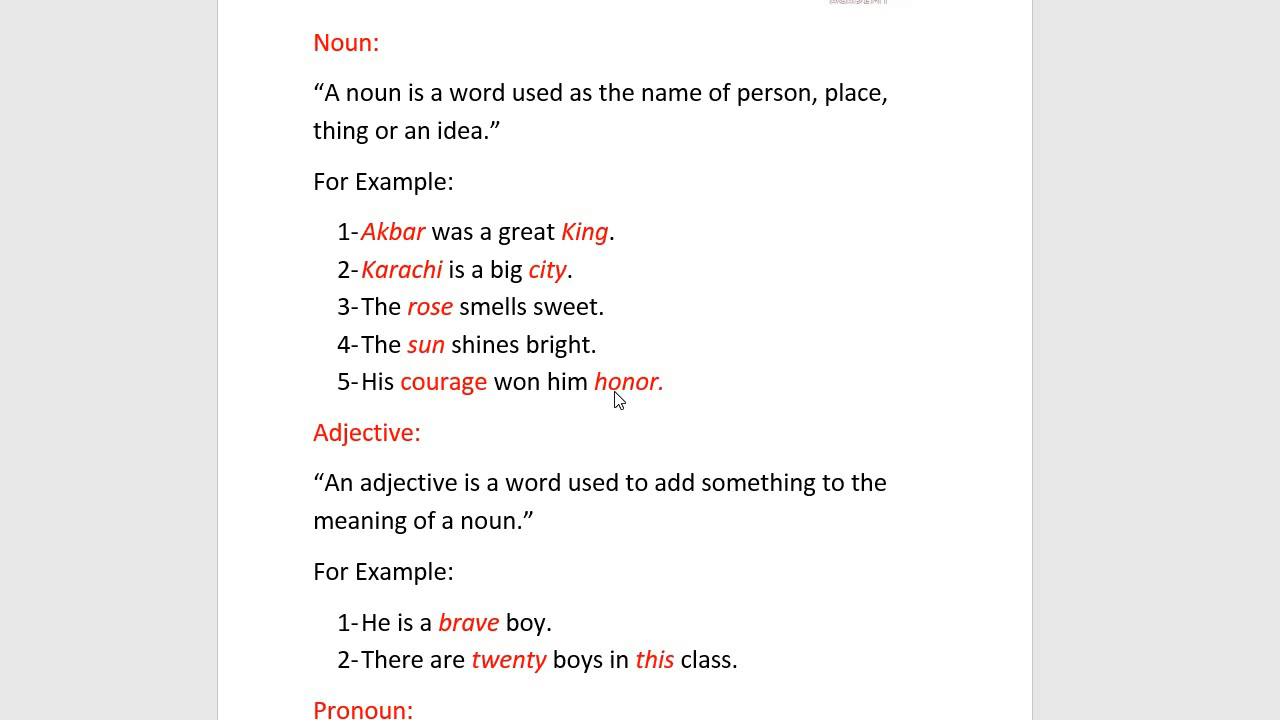 Noun:
“A noun is a word used as the name of person, place,
thing or an idea.”
For Example:
1-Akbar was a great King.
2-Karachi is a big city.
3-The rose smells sweet.
4-The sun shines bright.
5-His courage won him honor.
Adjective:
“An adjective is a word used to add something to the
meaning of a noun.”
For Example:
1-He is a brave boy.
2-There are twenty boys in this class.
Pronoun: